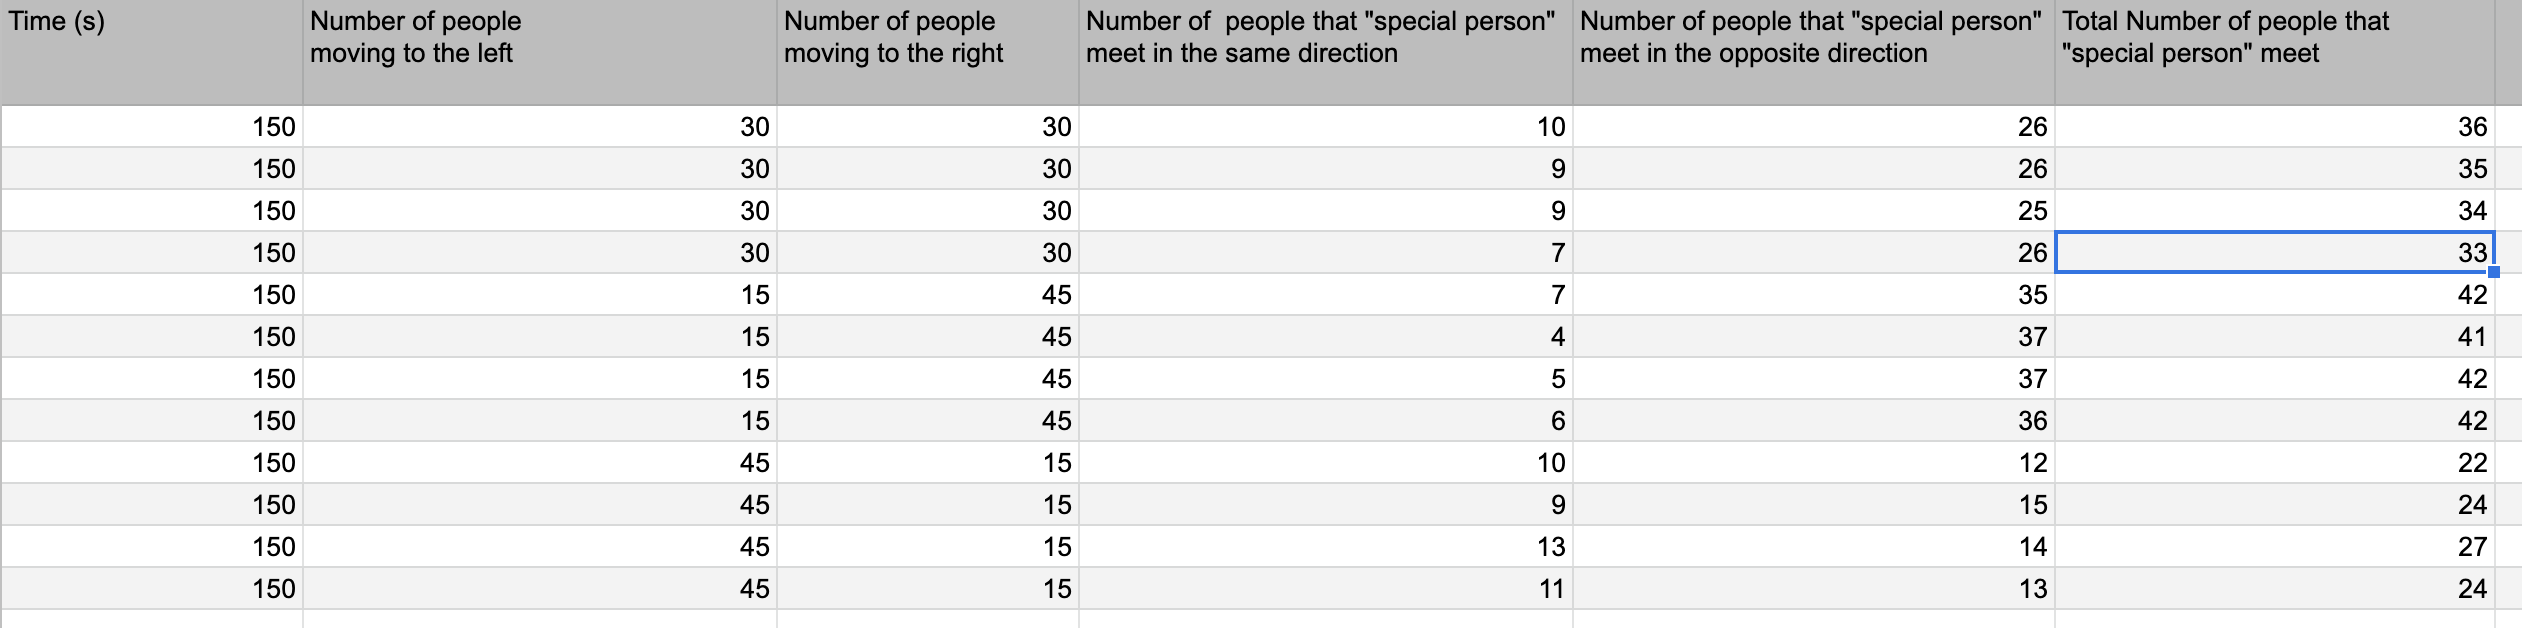 Time (s) Number of people moving to the left Number of people moving to the right Number of  people that "special person" meet in the same direction Number of people that "special person" meet in the opposite direction Total Number of people that "special person" meet
150 30 30 10 26 36
150 30 30 9 26 35
150 30 30 9 25 34
150 30 30 7 26 33
150 15 45 7 35 42
150 15 45 4 37 41
150 15 45 5 37 42
150 15 45 6 36 42
150 45 15 10 12 22
150 45 15 9 15 24
150 45 15 13 14 27
150 45 15 11 13 24